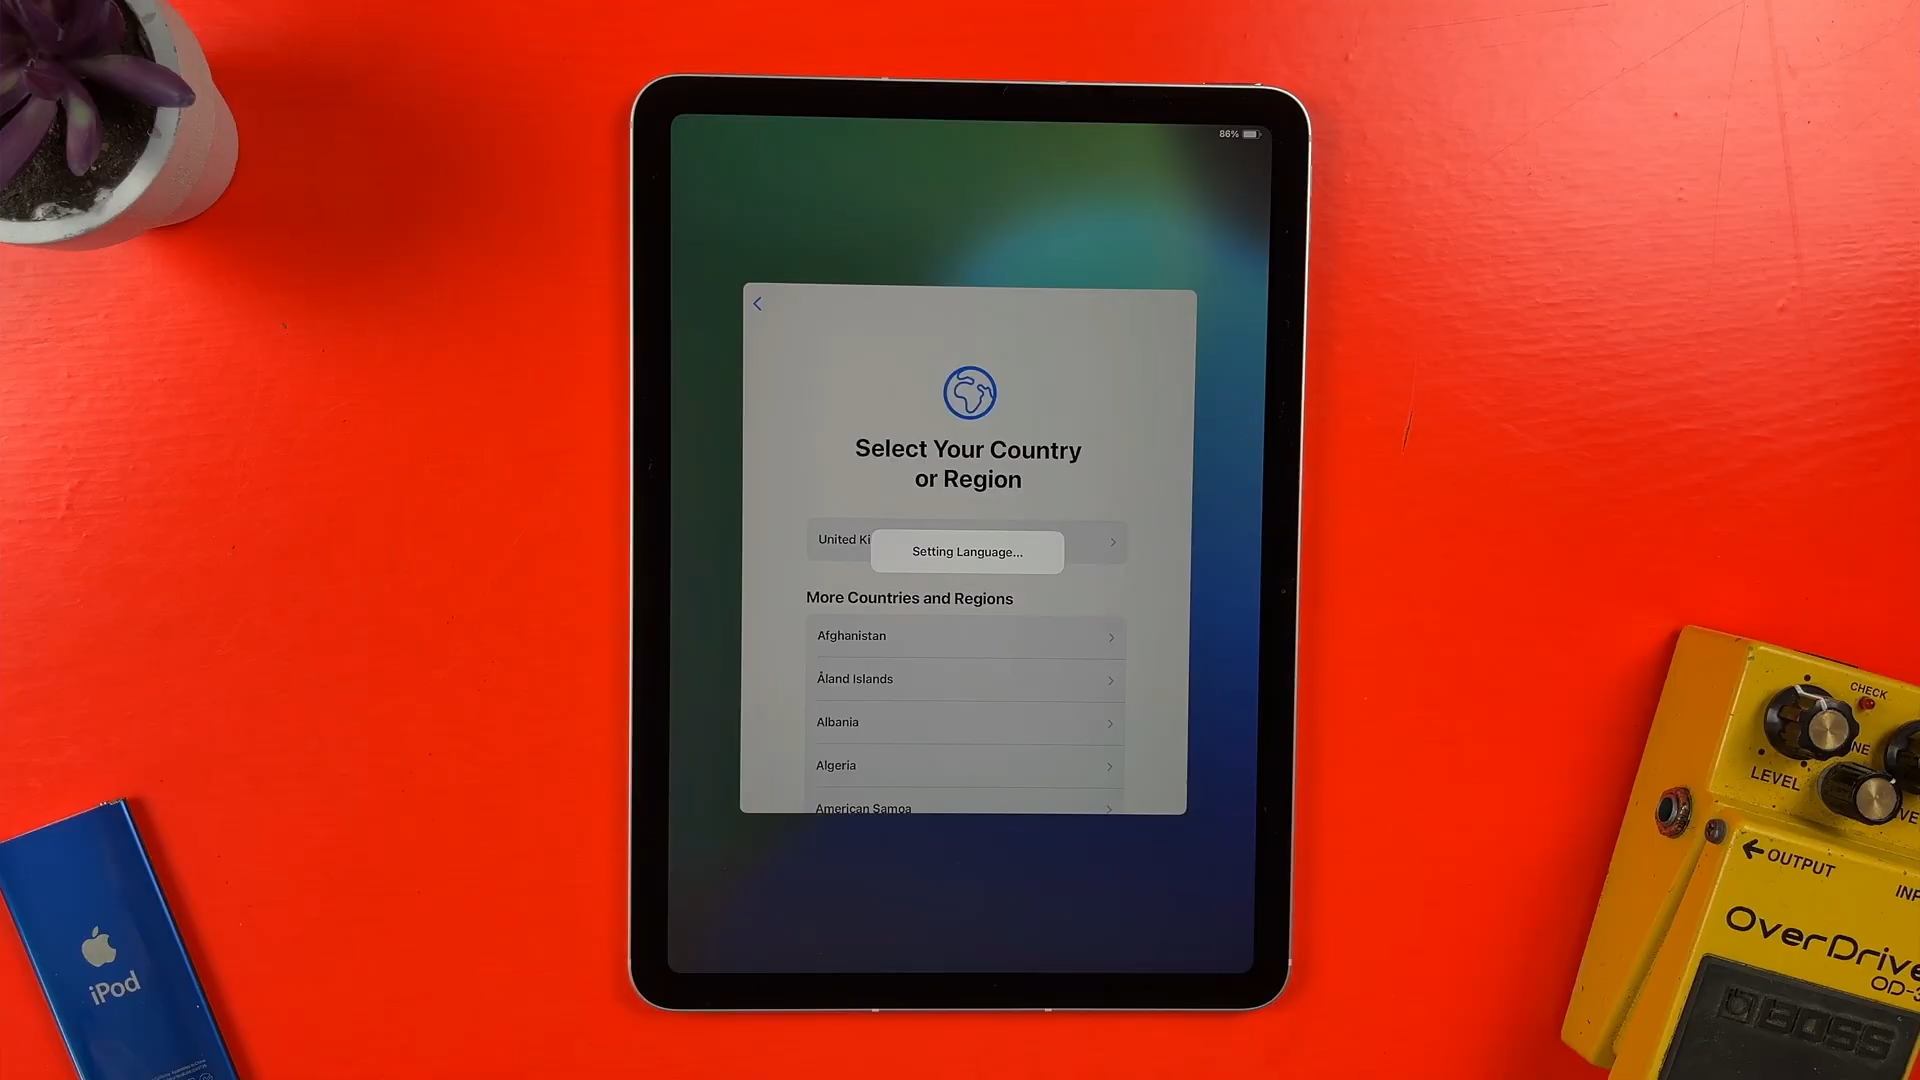 86%
Select Your Country
or Region
United Ki
Setting Language...
More Countries and Regions
Afghanistan
Åland Islands
Albania
Algeria
American Samoa
iPod
CHECK
LEVEL
OUTPUT
OverDrive
BOSS